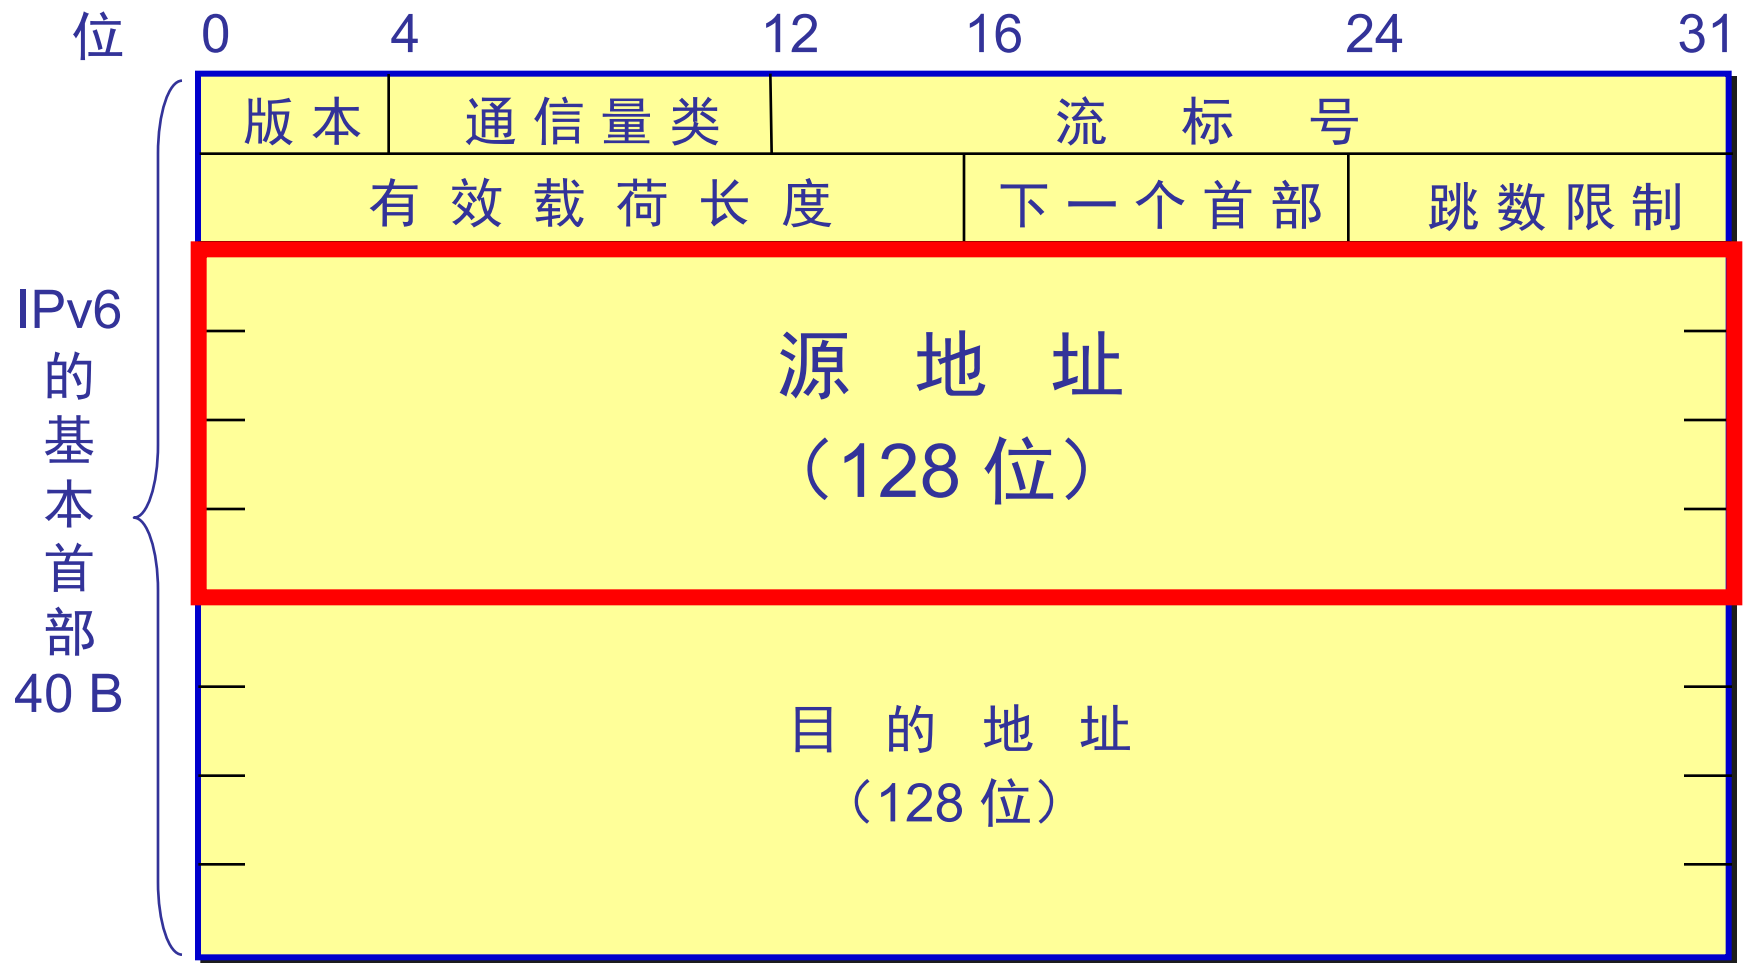 位 0 4 12 16 24 31
版本 通信量类 流标号
有效载荷长度 下一个首部 跳数限制
源地址
（128 位）
目的地址
（128 位）
IPv6
的
基
本
首
部
40 B